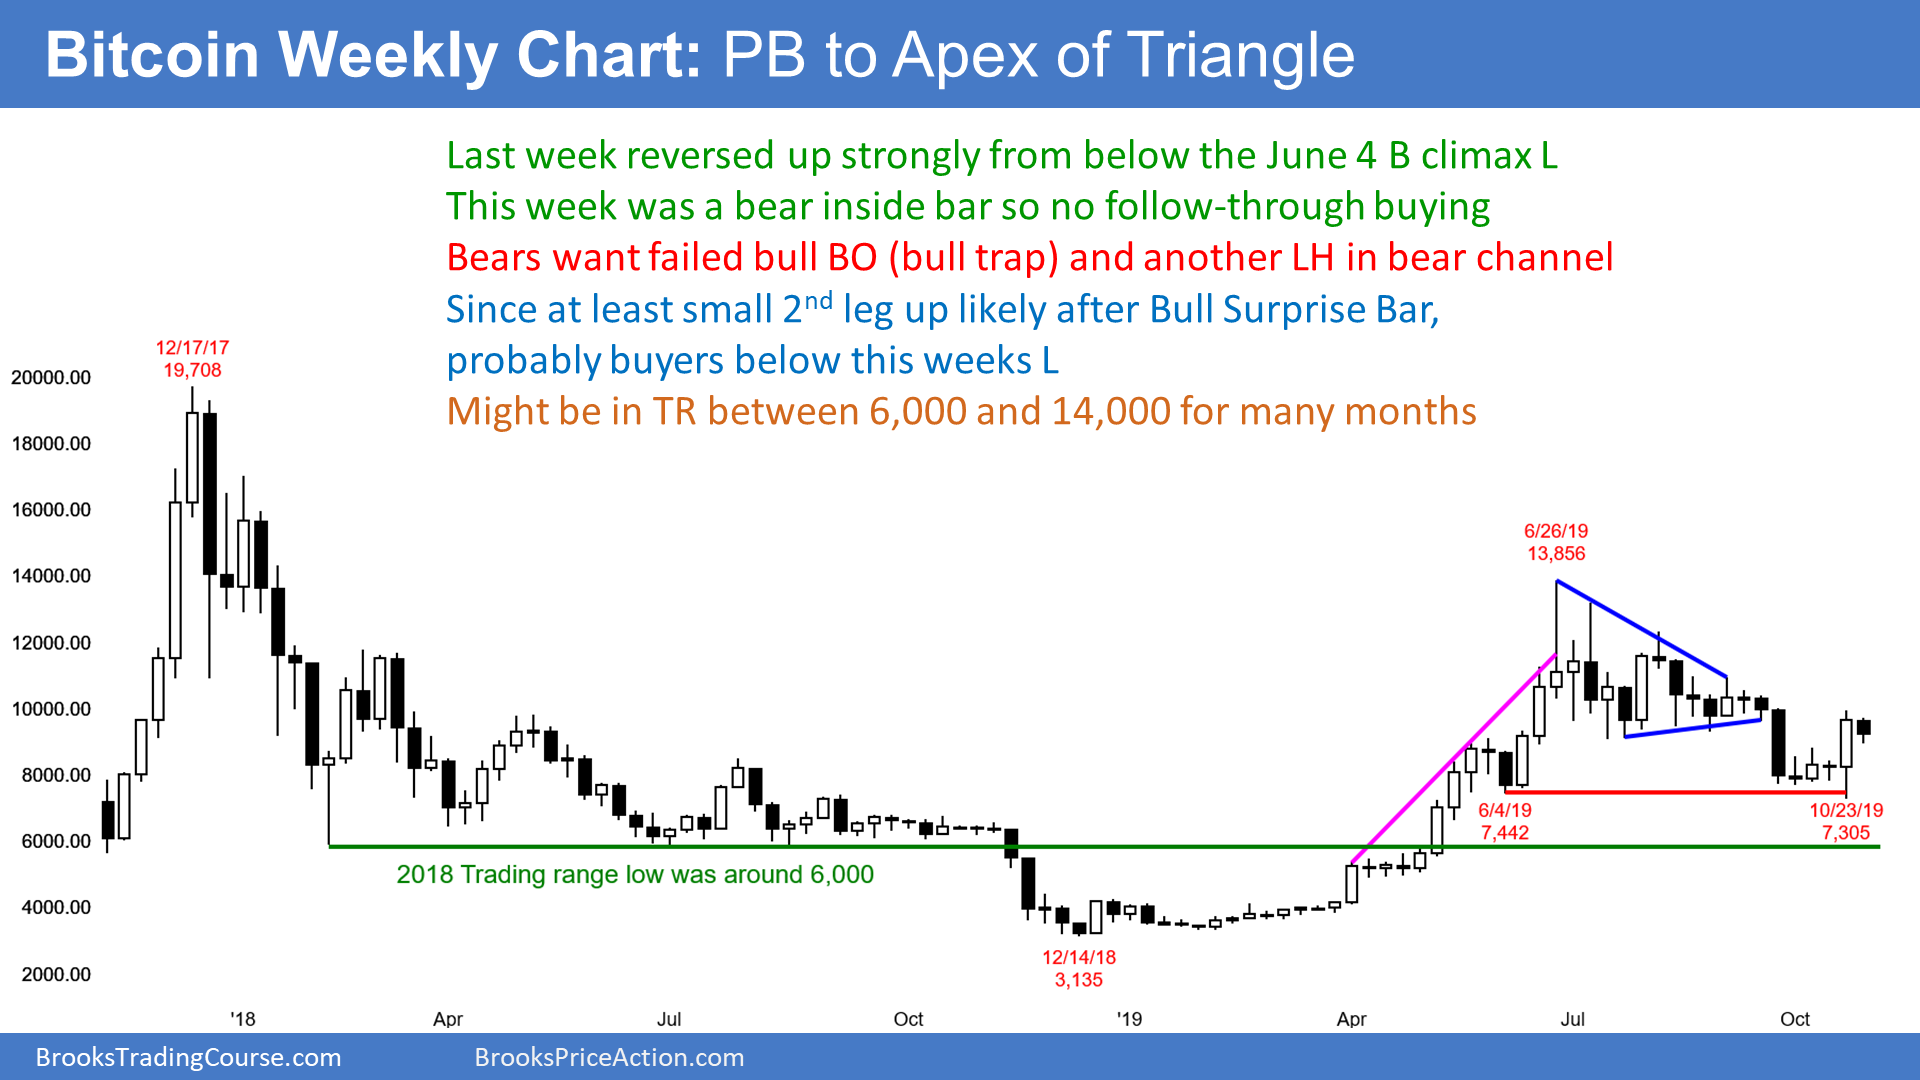 Bitcoin Weekly Chart: PB to Apex of Triangle
Last week reversed up strongly from below the June 4 B climax L
This week was a bear inside bar so no follow-through buying
Bears want failed bull BO (bull trap) and another LH in bear channel
Since at least small 2nd leg up likely after Bull Surprise Bar,
probably buyers below this weeks L
Might be in TR between 6,000 and 14,000 for many months
12/17/17
19,708
20000.00
18000.00
16000.00
14000.00
12000.00
10000.00
8000.00
6000.00
4000.00
2000.00
6/26/19
13,856
6/4/19
7,442
10/23/19
7,305
2018 Trading range low was around 6,000
12/14/18
3,135
'18 Apr Jul Oct '19 Apr Jul Oct
BrooksTradingCourse.com BrooksPriceAction.com